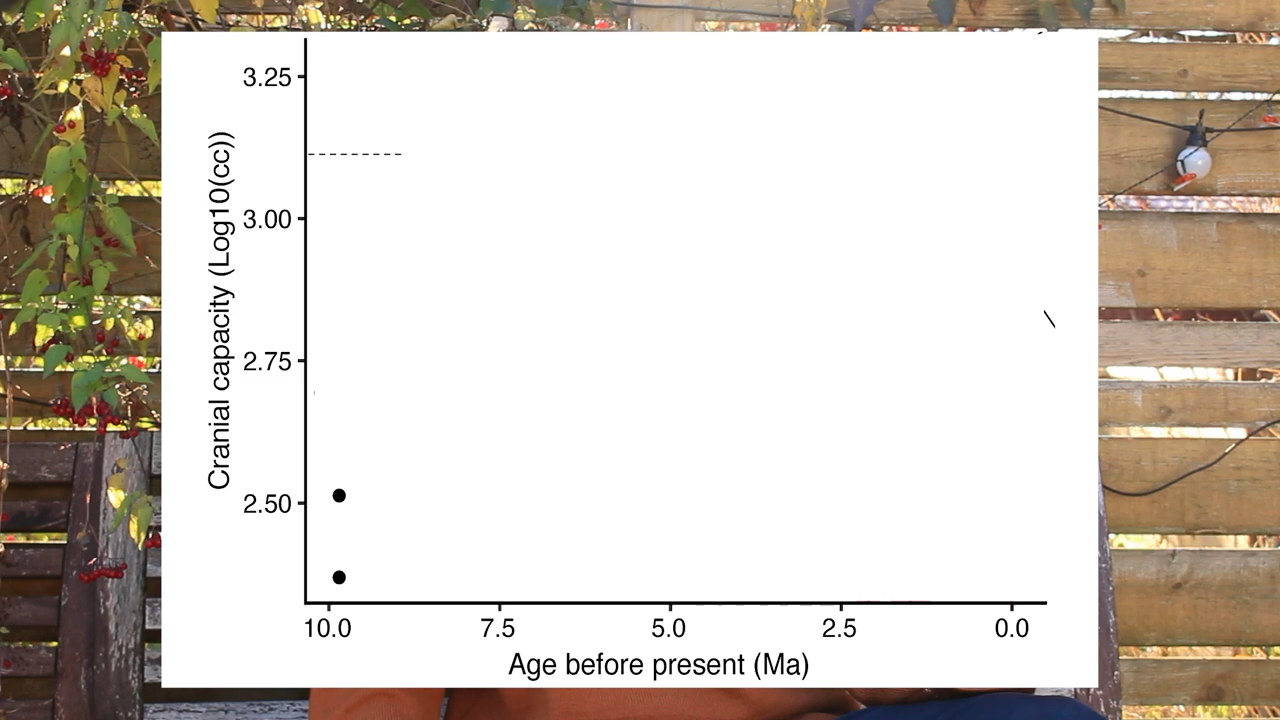 3.25
3.00
2.75
2.50
Cranial capacity (Log10(cc))
10.0 7.5 5.0 2.5 0.0
Age before present (Ma)